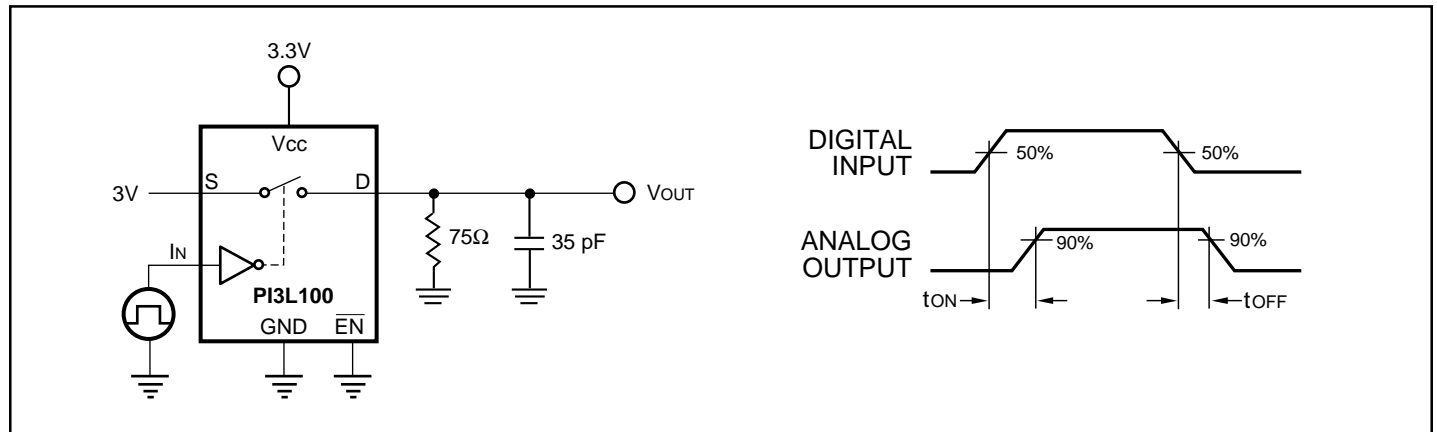 3.3V
Vcc
S
D
3V
VOUT
75Ω
35 pF
IN
PI3L100
GND
EN
DIGITAL
INPUT
50%
50%
ANALOG
OUTPUT
90%
90%
tON
tOFF